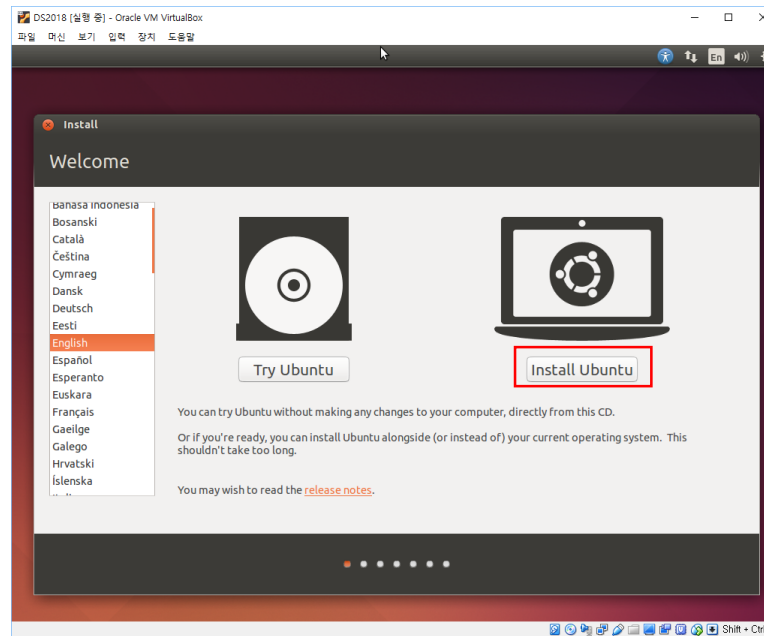 DS2018 [실행 중] - Oracle VM VirtualBox
파일 머신 보기 입력 장치 도움말
En
Install
Welcome
Bahasa Indonesia
Bosanski
Català
Čeština
Cymraeg
Dansk
Deutsch
Eesti
English
Español
Esperanto
Euskara
Français
Gaeilge
Galego
Hrvatski
Íslenska
Try Ubuntu
Install Ubuntu
You can try Ubuntu without making any changes to your computer, directly from this CD.
Or if you're ready, you can install Ubuntu alongside (or instead of) your current operating system. This
shouldn't take too long.
You may wish to read the release notes.
Shift + Ctr